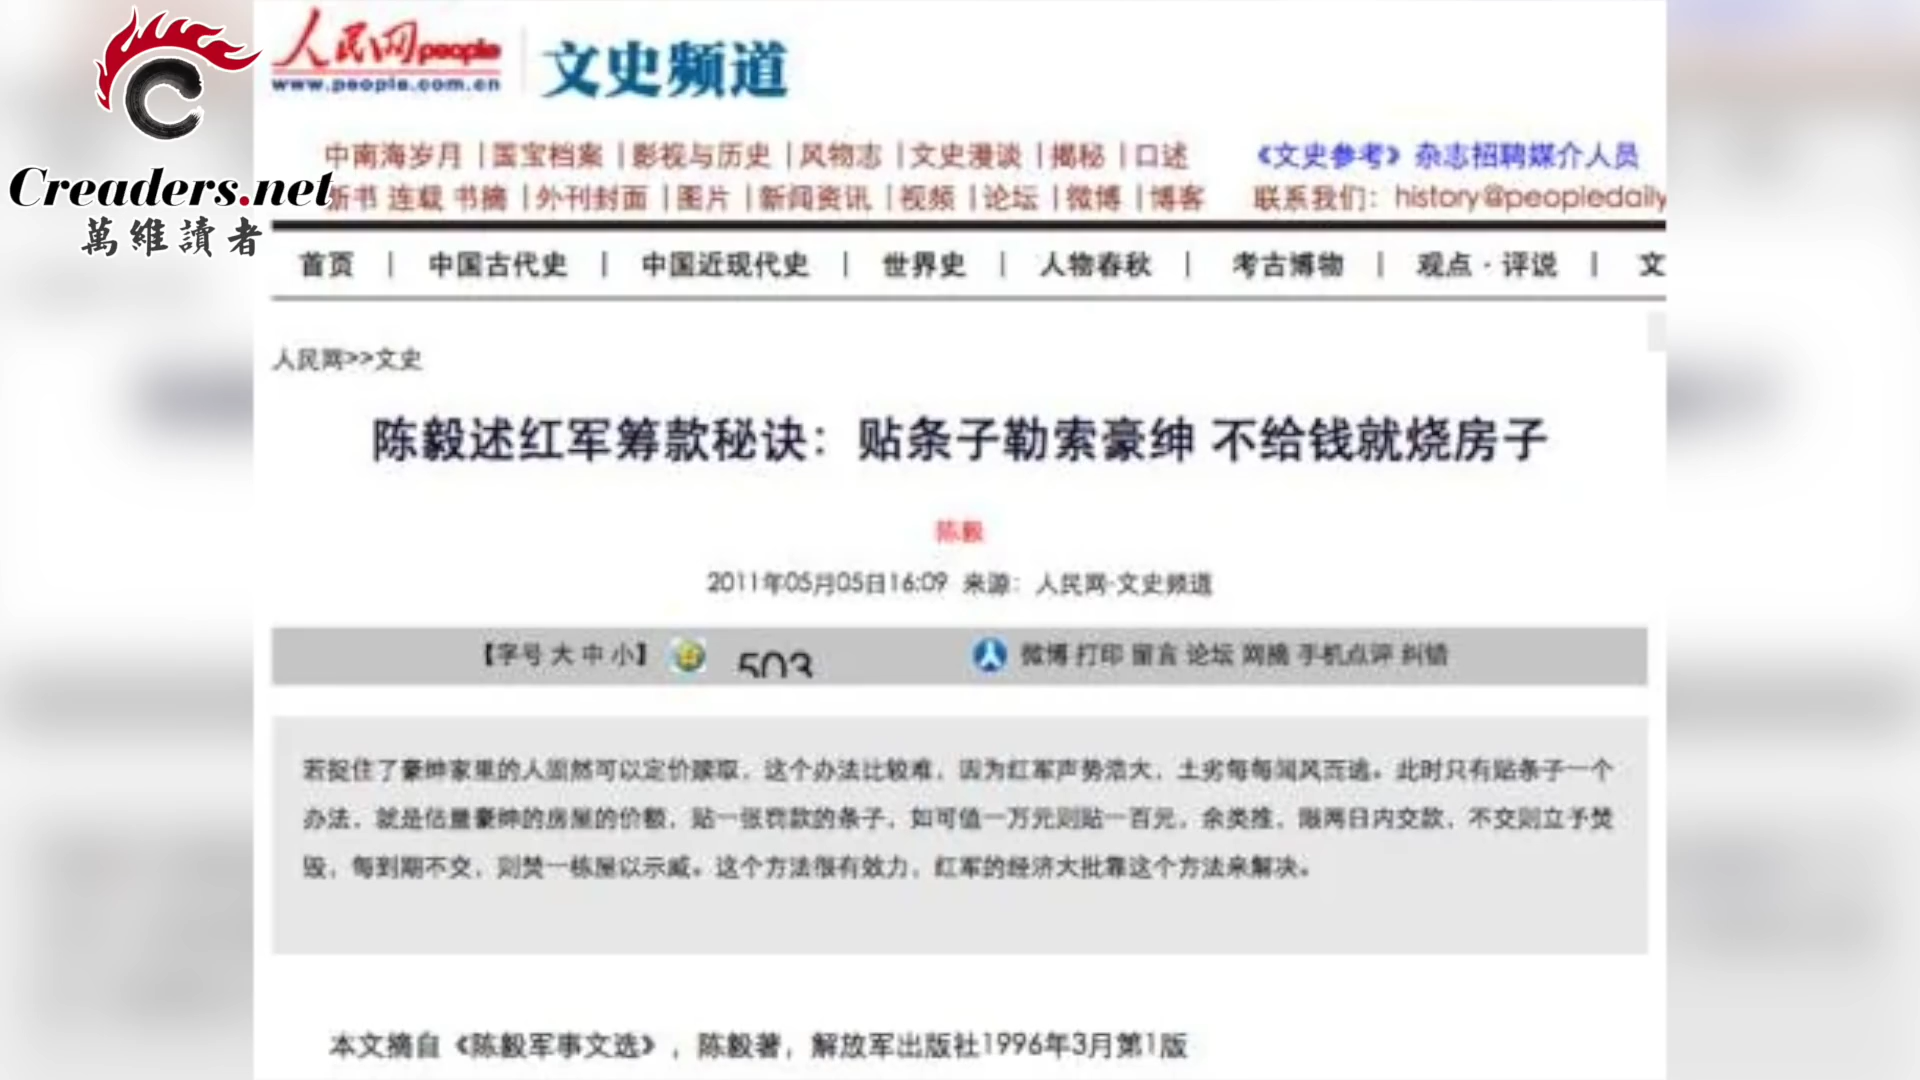 人民网people
www.people.com.cn
文史频道
Creaders.net
萬維讀者
中南海岁月 |国宝档案 |影视与历史 |风物志 |文史漫谈 |揭秘 |口述
《文史参考》杂志招聘媒介人员
新书 连载 书摘 |外刊封面 |图片 |新闻资讯 |视频 |论坛 |微博 |博客
联系我们：history@peopledaily
首页 | 中国古代史 | 中国近现代史 | 世界史 | 人物春秋 | 考古博物 | 观点·评说 | 文
人民网>>文史
陈毅述红军筹款秘诀：贴条子勒索豪绅 不给钱就烧房子
陈毅
2011年05月05日16:09 来源：人民网-文史频道
【字号 大 中 小】 503 微博 打印 留言 论坛 网摘 手机点评 纠错
若捉住了豪绅家里的人固然可以定价赎取，这个办法比较难，因为红军声势浩大，土劣每每闻风而逃。此时只有贴条子一个
办法，就是估量豪绅的房屋的价额，贴一张罚款的条子，如可值一万元则贴一百元，余类推，限两日内交款，不交则立予焚
毁，每到期不交，则焚一栋屋以示威。这个方法很有效力，红军的经济大批靠这个方法来解决。
本文摘自《陈毅军事文选》，陈毅著，解放军出版社1996年3月第1版